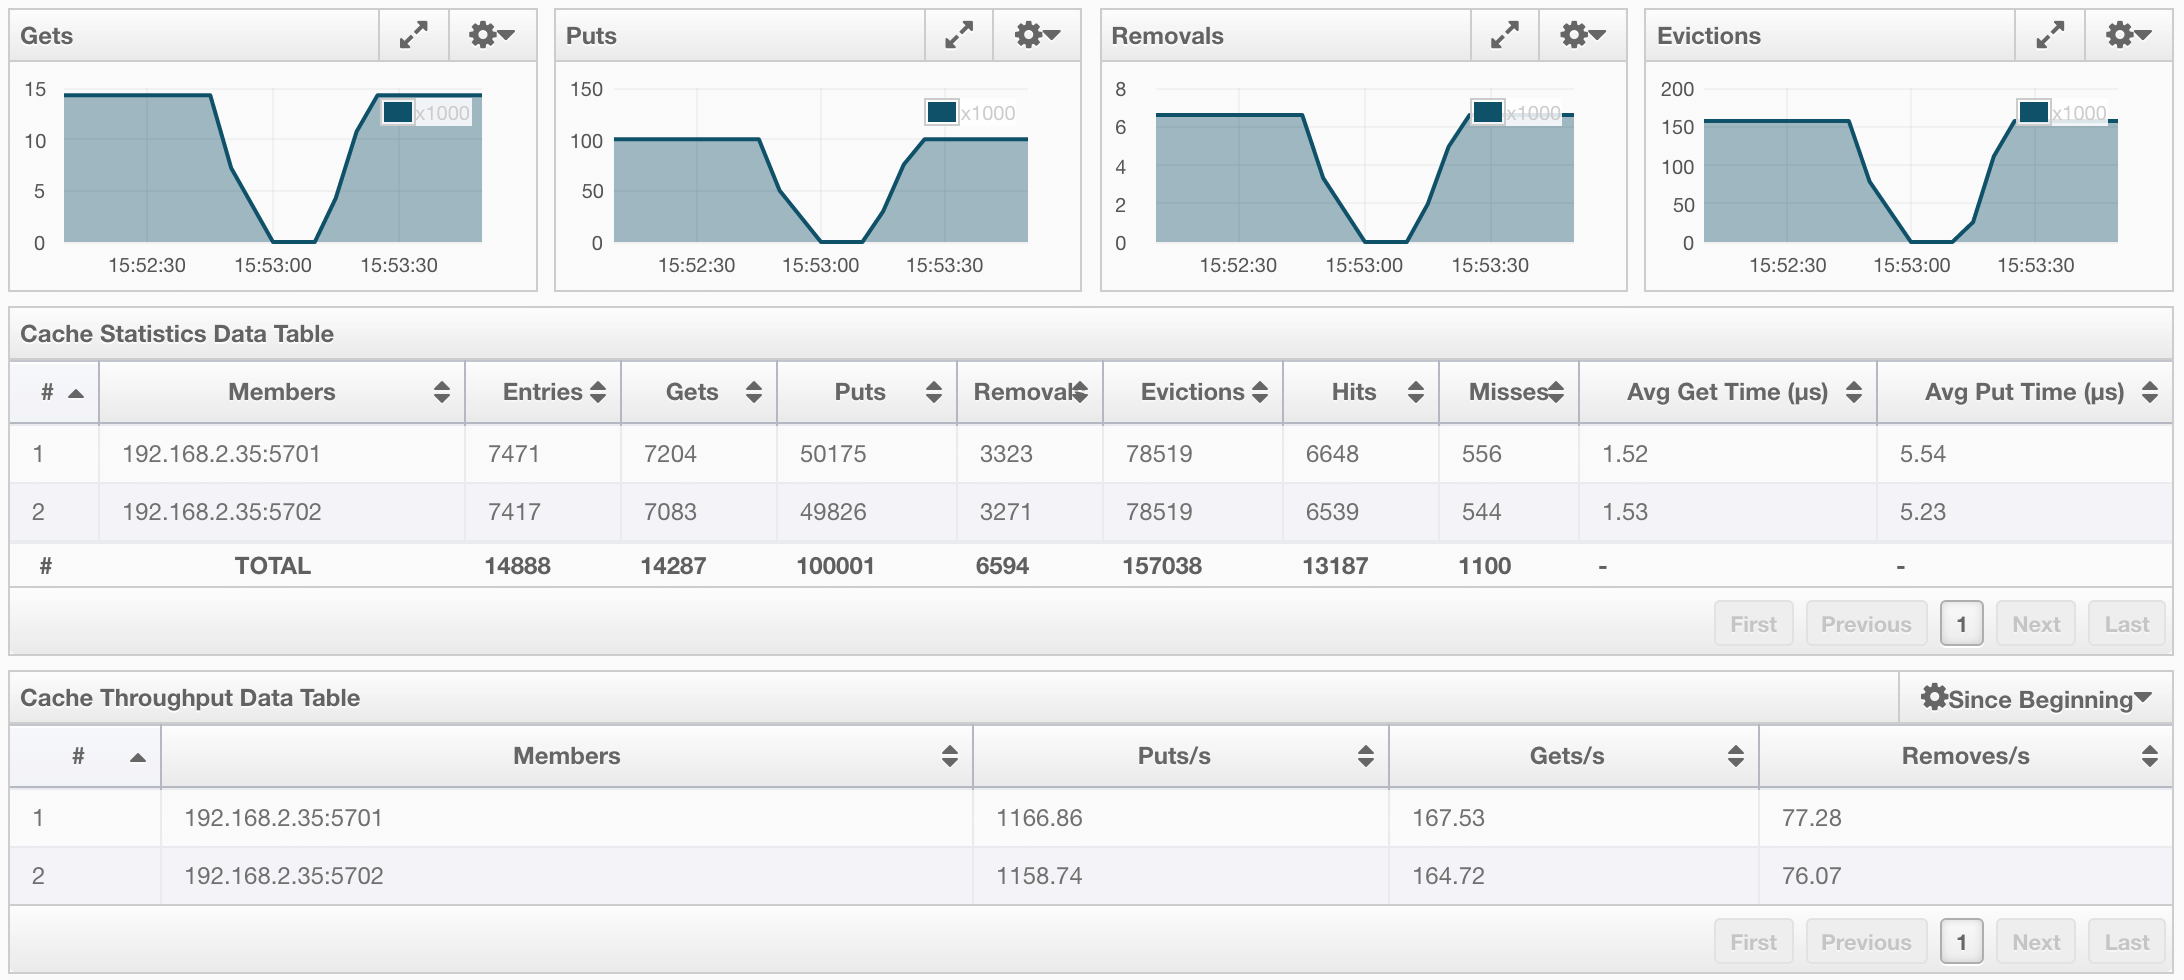 Gets
Puts
Removals
Evictions
15
10
5
0
x1000
15:52:30 15:53:00 15:53:30
150
100
50
0
x1000
15:52:30 15:53:00 15:53:30
8
6
4
2
0
x1000
15:52:30 15:53:00 15:53:30
200
150
100
50
0
x1000
15:52:30 15:53:00 15:53:30
Cache Statistics Data Table
# Members Entries Gets Puts Removals Evictions Hits Misses Avg Get Time (µs) Avg Put Time (µs)
1 192.168.2.35:5701 7471 7204 50175 3323 78519 6648 556 1.52 5.54
2 192.168.2.35:5702 7417 7083 49826 3271 78519 6539 544 1.53 5.23
# TOTAL 14888 14287 100001 6594 157038 13187 1100 - -
First Previous 1 Next Last
Cache Throughput Data Table Since Beginning
# Members Puts/s Gets/s Removes/s
1 192.168.2.35:5701 1166.86 167.53 77.28
2 192.168.2.35:5702 1158.74 164.72 76.07
First Previous 1 Next Last